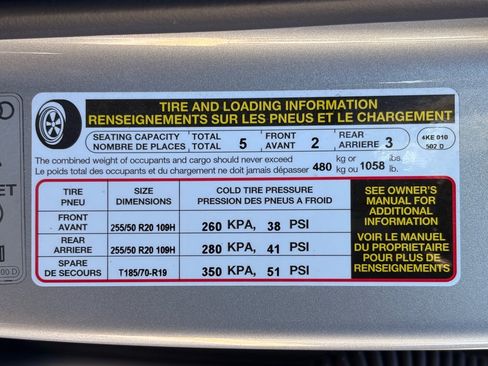 TIRE AND LOADING INFORMATION
RENSEIGNEMENTS SUR LES PNEUS ET LE CHARGEMENT
SEATING CAPACITY TOTAL 5 FRONT 2 REAR 3
NOMBRE DE PLACES TOTAL AVANT ARRIERE
4KE 010
502 D
The combined weight of occupants and cargo should never exceed 480 kg or 1058 lbs.
Le poids total des occupants et du chargement ne doit jamais dépasser kg ou lb.
TIRE SIZE COLD TIRE PRESSURE
PNEU DIMENSIONS PRESSION DES PNEUS A FROID
FRONT
AVANT 255/50 R20 109H 260 KPA, 38 PSI
REAR
ARRIERE 255/50 R20 109H 280 KPA, 41 PSI
SPARE
DE SECOURS T185/70-R19 350 KPA, 51 PSI
SEE OWNER'S
MANUAL FOR
ADDITIONAL
INFORMATION
VOIR LE MANUEL
DU PROPRIETAIRE
POUR PLUS DE
RENSEIGNEMENTS